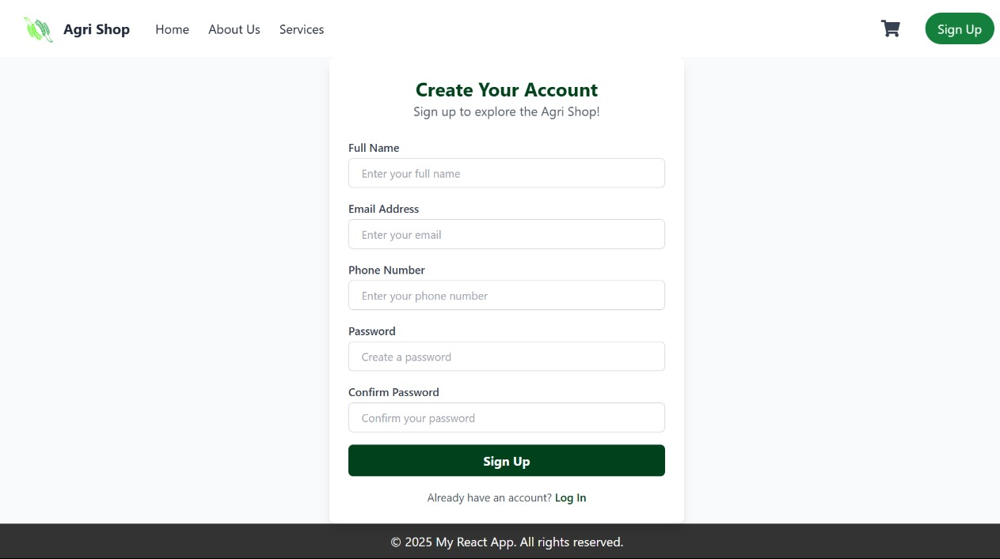 Agri Shop Home About Us Services Sign Up
Create Your Account
Sign up to explore the Agri Shop!
Full Name
Enter your full name
Email Address
Enter your email
Phone Number
Enter your phone number
Password
Create a password
Confirm Password
Confirm your password
Sign Up
Already have an account? Log In
© 2025 My React App. All rights reserved.